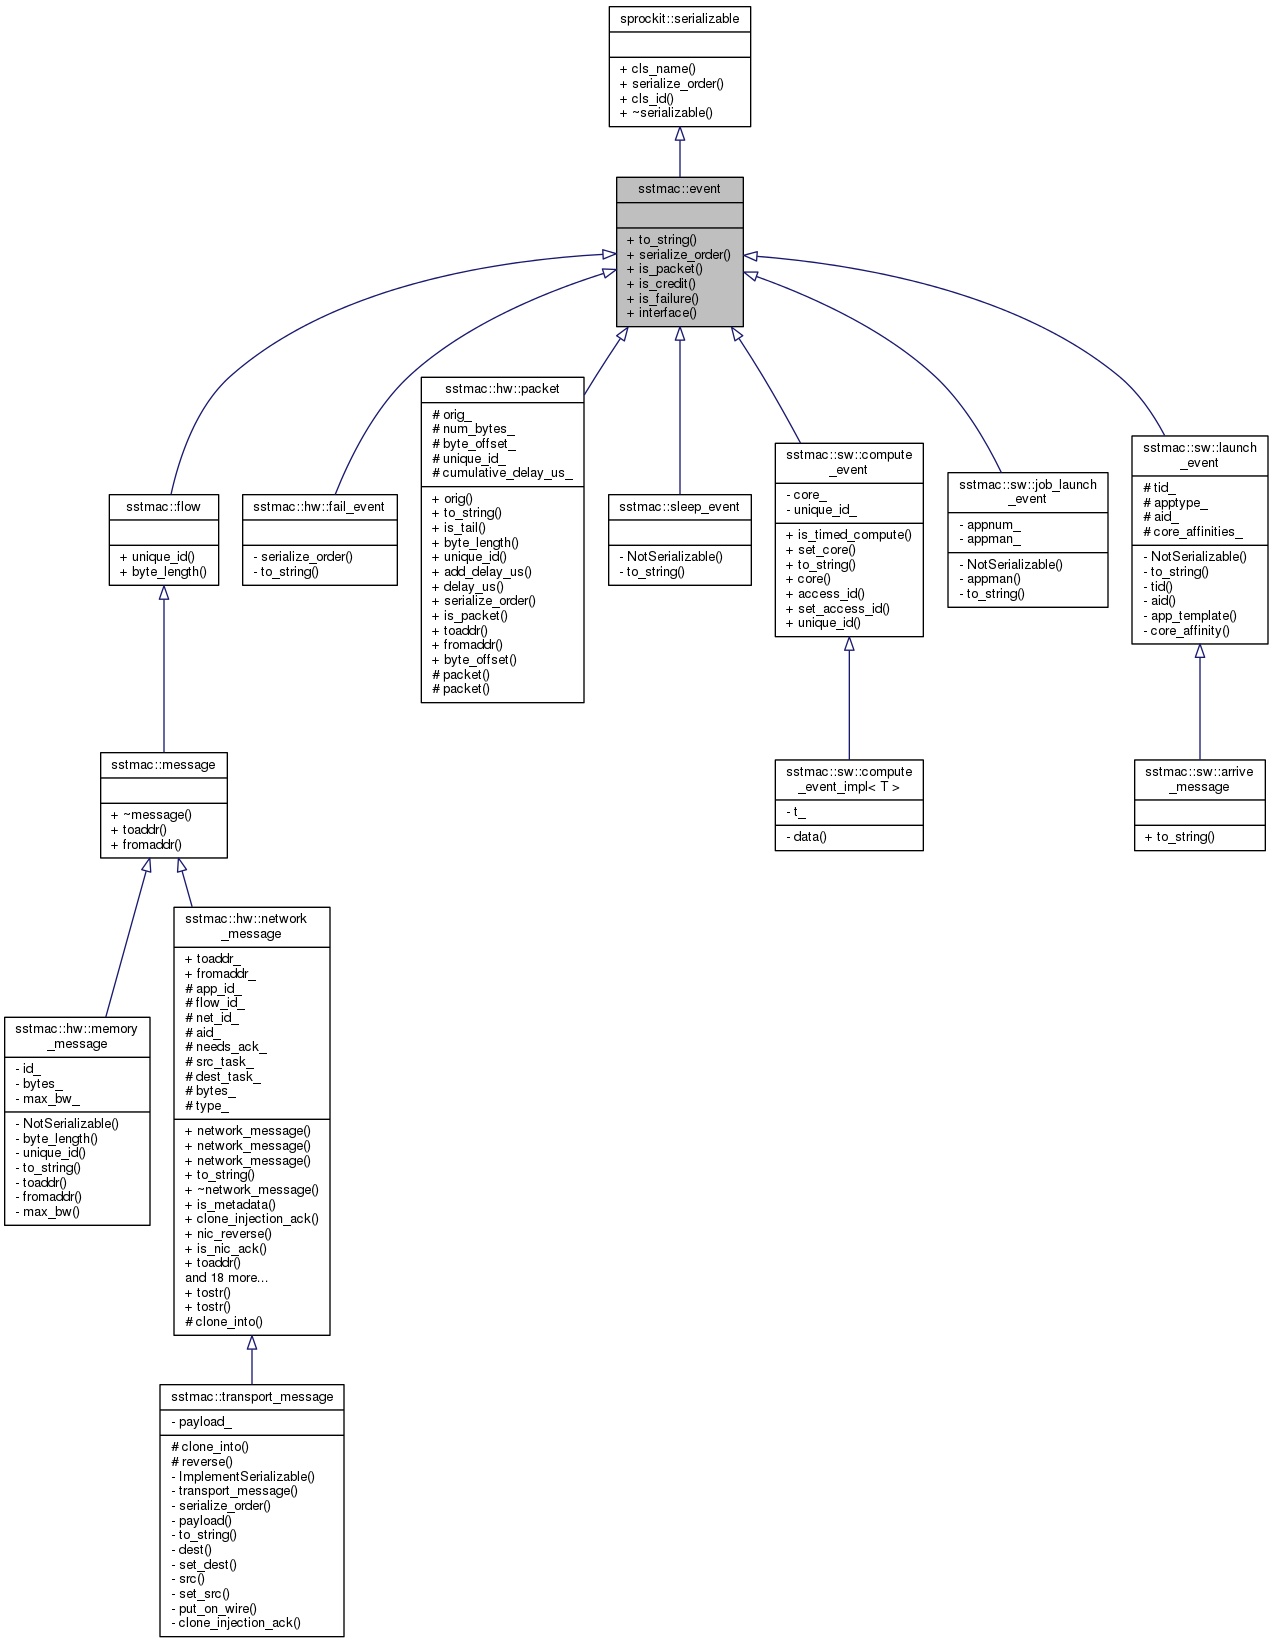 sprockit::serializable
+ cls_name()
+ serialize_order()
+ cls_id()
+ ~serializable()
sstmac::event
+ to_string()
+ serialize_order()
+ is_packet()
+ is_credit()
+ is_failure()
+ interface()
sstmac::flow
+ unique_id()
+ byte_length()
sstmac::hw::fail_event
- serialize_order()
- to_string()
sstmac::hw::packet
# orig_
# num_bytes_
# byte_offset_
# unique_id_
# cumulative_delay_us_
+ orig()
+ to_string()
+ is_tail()
+ byte_length()
+ unique_id()
+ add_delay_us()
+ delay_us()
+ serialize_order()
+ is_packet()
+ toaddr()
+ fromaddr()
+ byte_offset()
# packet()
# packet()
sstmac::sleep_event
- NotSerializable()
- to_string()
sstmac::sw::compute
_event
- core_
- unique_id_
+ is_timed_compute()
+ set_core()
+ to_string()
+ core()
+ access_id()
+ set_access_id()
+ unique_id()
sstmac::sw::job_launch
_event
- appnum_
- appman_
- NotSerializable()
- appman()
- to_string()
sstmac::sw::launch
_event
# tid_
# apptype_
# aid_
# core_affinities_
- NotSerializable()
- to_string()
- tid()
- aid()
- app_template()
- core_affinity()
sstmac::message
+ ~message()
+ toaddr()
+ fromaddr()
sstmac::sw::compute
_event_impl< T >
- t_
- data()
sstmac::sw::arrive
_message
+ to_string()
sstmac::hw::memory
_message
- id_
- bytes_
- max_bw_
- NotSerializable()
- byte_length()
- unique_id()
- to_string()
- toaddr()
- fromaddr()
- max_bw()
sstmac::hw::network
_message
+ toaddr_
+ fromaddr_
# app_id_
# flow_id_
# net_id_
# aid_
# needs_ack_
# src_task_
# dest_task_
# bytes_
# type_
+ network_message()
+ network_message()
+ network_message()
+ to_string()
+ ~network_message()
+ is_metadata()
+ clone_injection_ack()
+ nic_reverse()
+ is_nic_ack()
+ toaddr()
and 18 more...
+ tostr()
+ tostr()
# clone_into()
sstmac::transport_message
- payload_
# clone_into()
# reverse()
- ImplementSerializable()
- transport_message()
- serialize_order()
- payload()
- to_string()
- dest()
- set_dest()
- src()
- set_src()
- put_on_wire()
- clone_injection_ack()